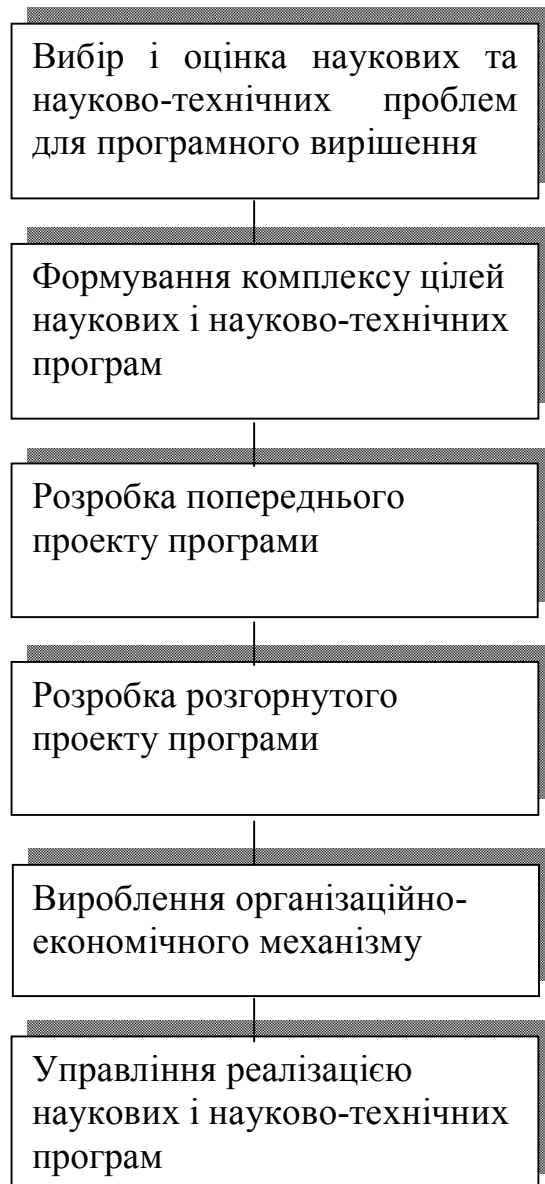 Вибір і оцінка наукових та
науково-технічних проблем
для програмного вирішення
Формування комплексу цілей
наукових і науково-технічних
програм
Розробка попереднього
проекту програми
Розробка розгорнутого
проекту програми
Вироблення організаційно-
економічного механізму
Управління реалізацією
наукових і науково-технічних
програм